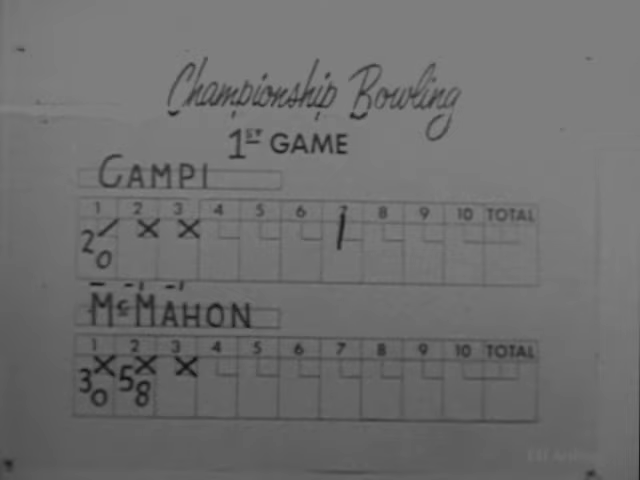 Championship Bowling
1ST GAME
CAMPI
1 2 3 4 5 6 7 8 9 10 TOTAL
/ X X
20
McMAHON
1 2 3 4 5 6 7 8 9 10 TOTAL
X X X
30 58